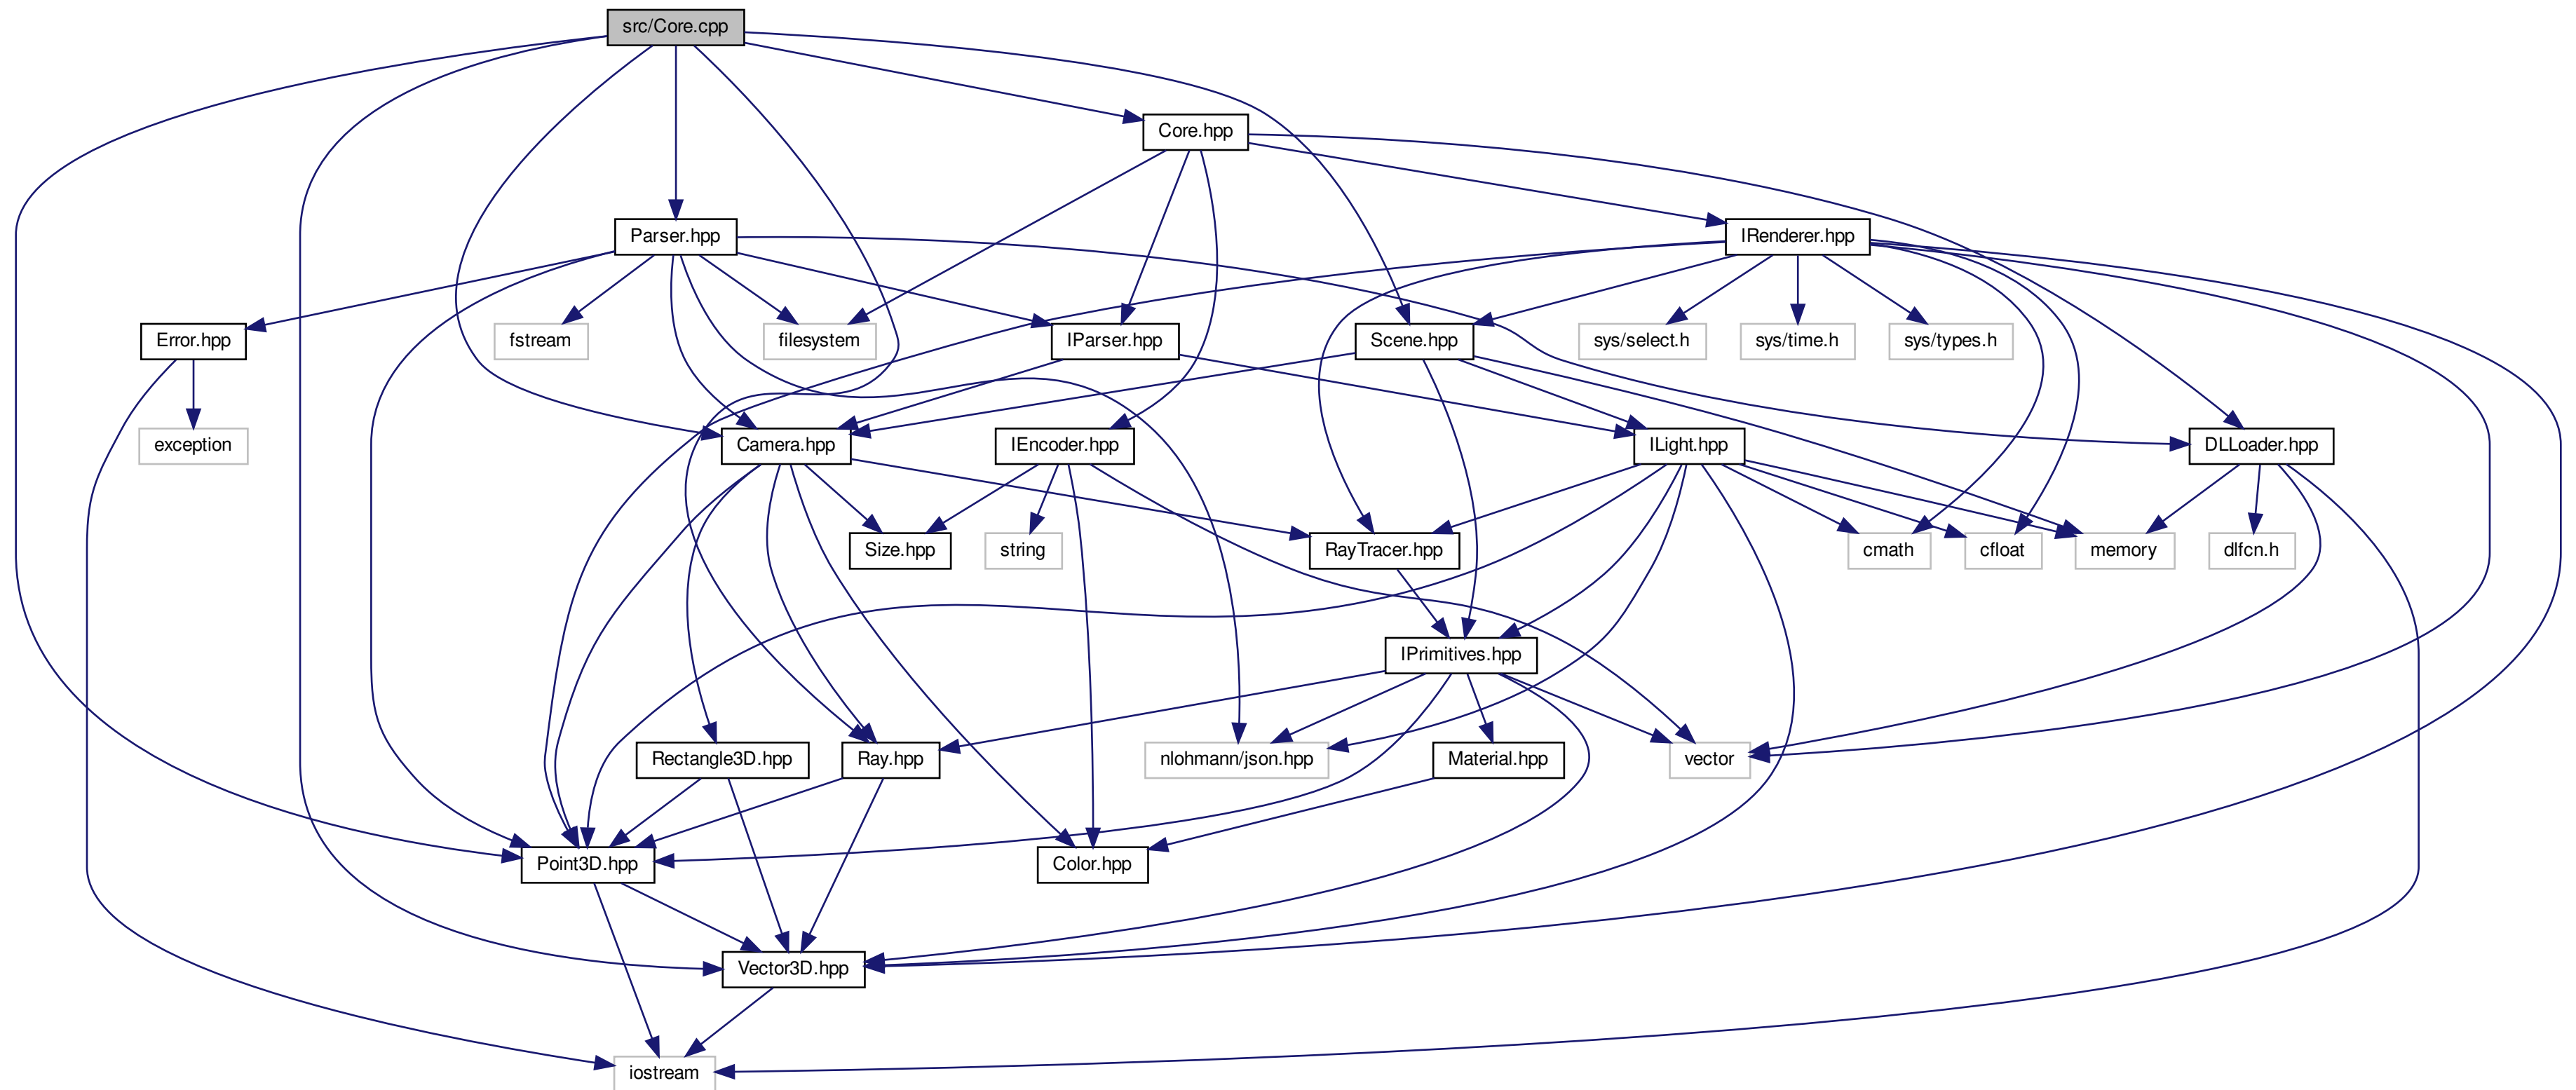 src/Core.cpp
Core.hpp
Parser.hpp
IRenderer.hpp
Error.hpp
fstream
filesystem
IParser.hpp
Scene.hpp
sys/select.h
sys/time.h
sys/types.h
exception
Camera.hpp
IEncoder.hpp
ILight.hpp
DLLoader.hpp
Size.hpp
string
RayTracer.hpp
cmath
cfloat
memory
dlfcn.h
IPrimitives.hpp
Rectangle3D.hpp
Ray.hpp
nlohmann/json.hpp
Material.hpp
vector
Point3D.hpp
Color.hpp
Vector3D.hpp
iostream